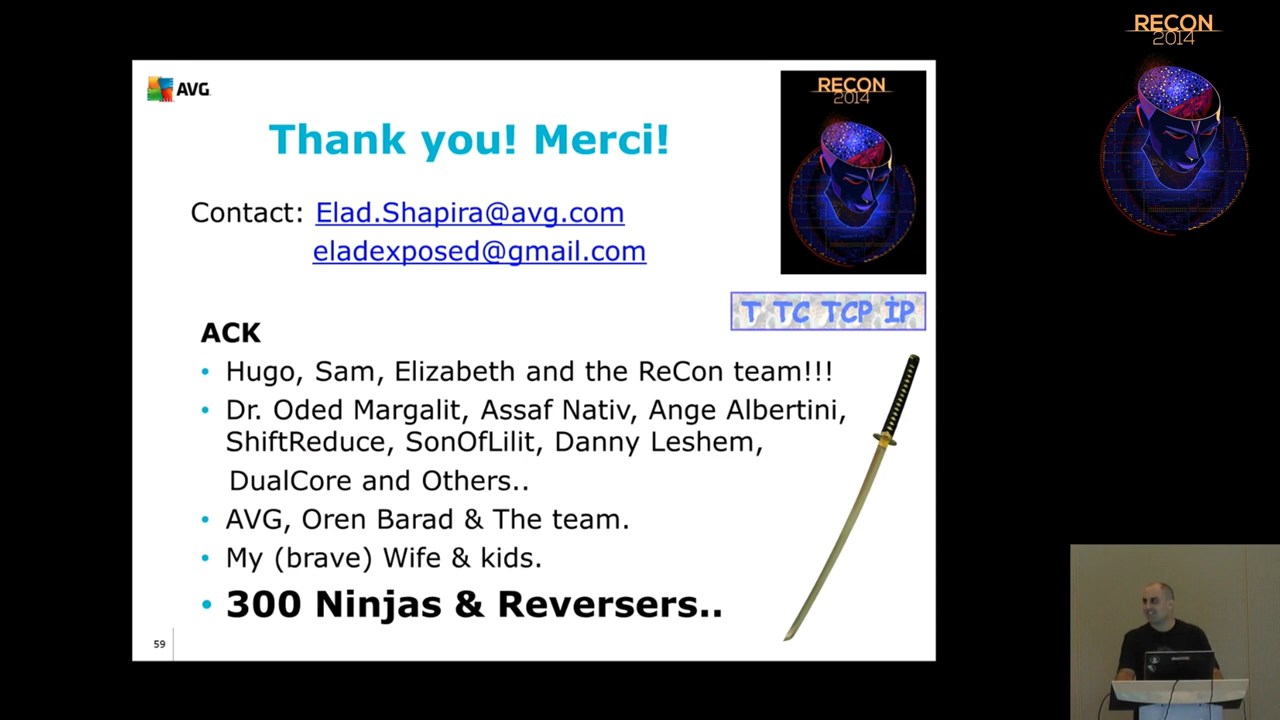 RECON
2014
AVG
RECON
2014
Thank you! Merci!
Contact: Elad.Shapira@avg.com
eladexposed@gmail.com
T TC TCP İP
ACK
• Hugo, Sam, Elizabeth and the ReCon team!!!
• Dr. Oded Margalit, Assaf Nativ, Ange Albertini,
ShiftReduce, SonOfLilit, Danny Leshem,
DualCore and Others..
• AVG, Oren Barad & The team.
• My (brave) Wife & kids.
• 300 Ninjas & Reversers..
59